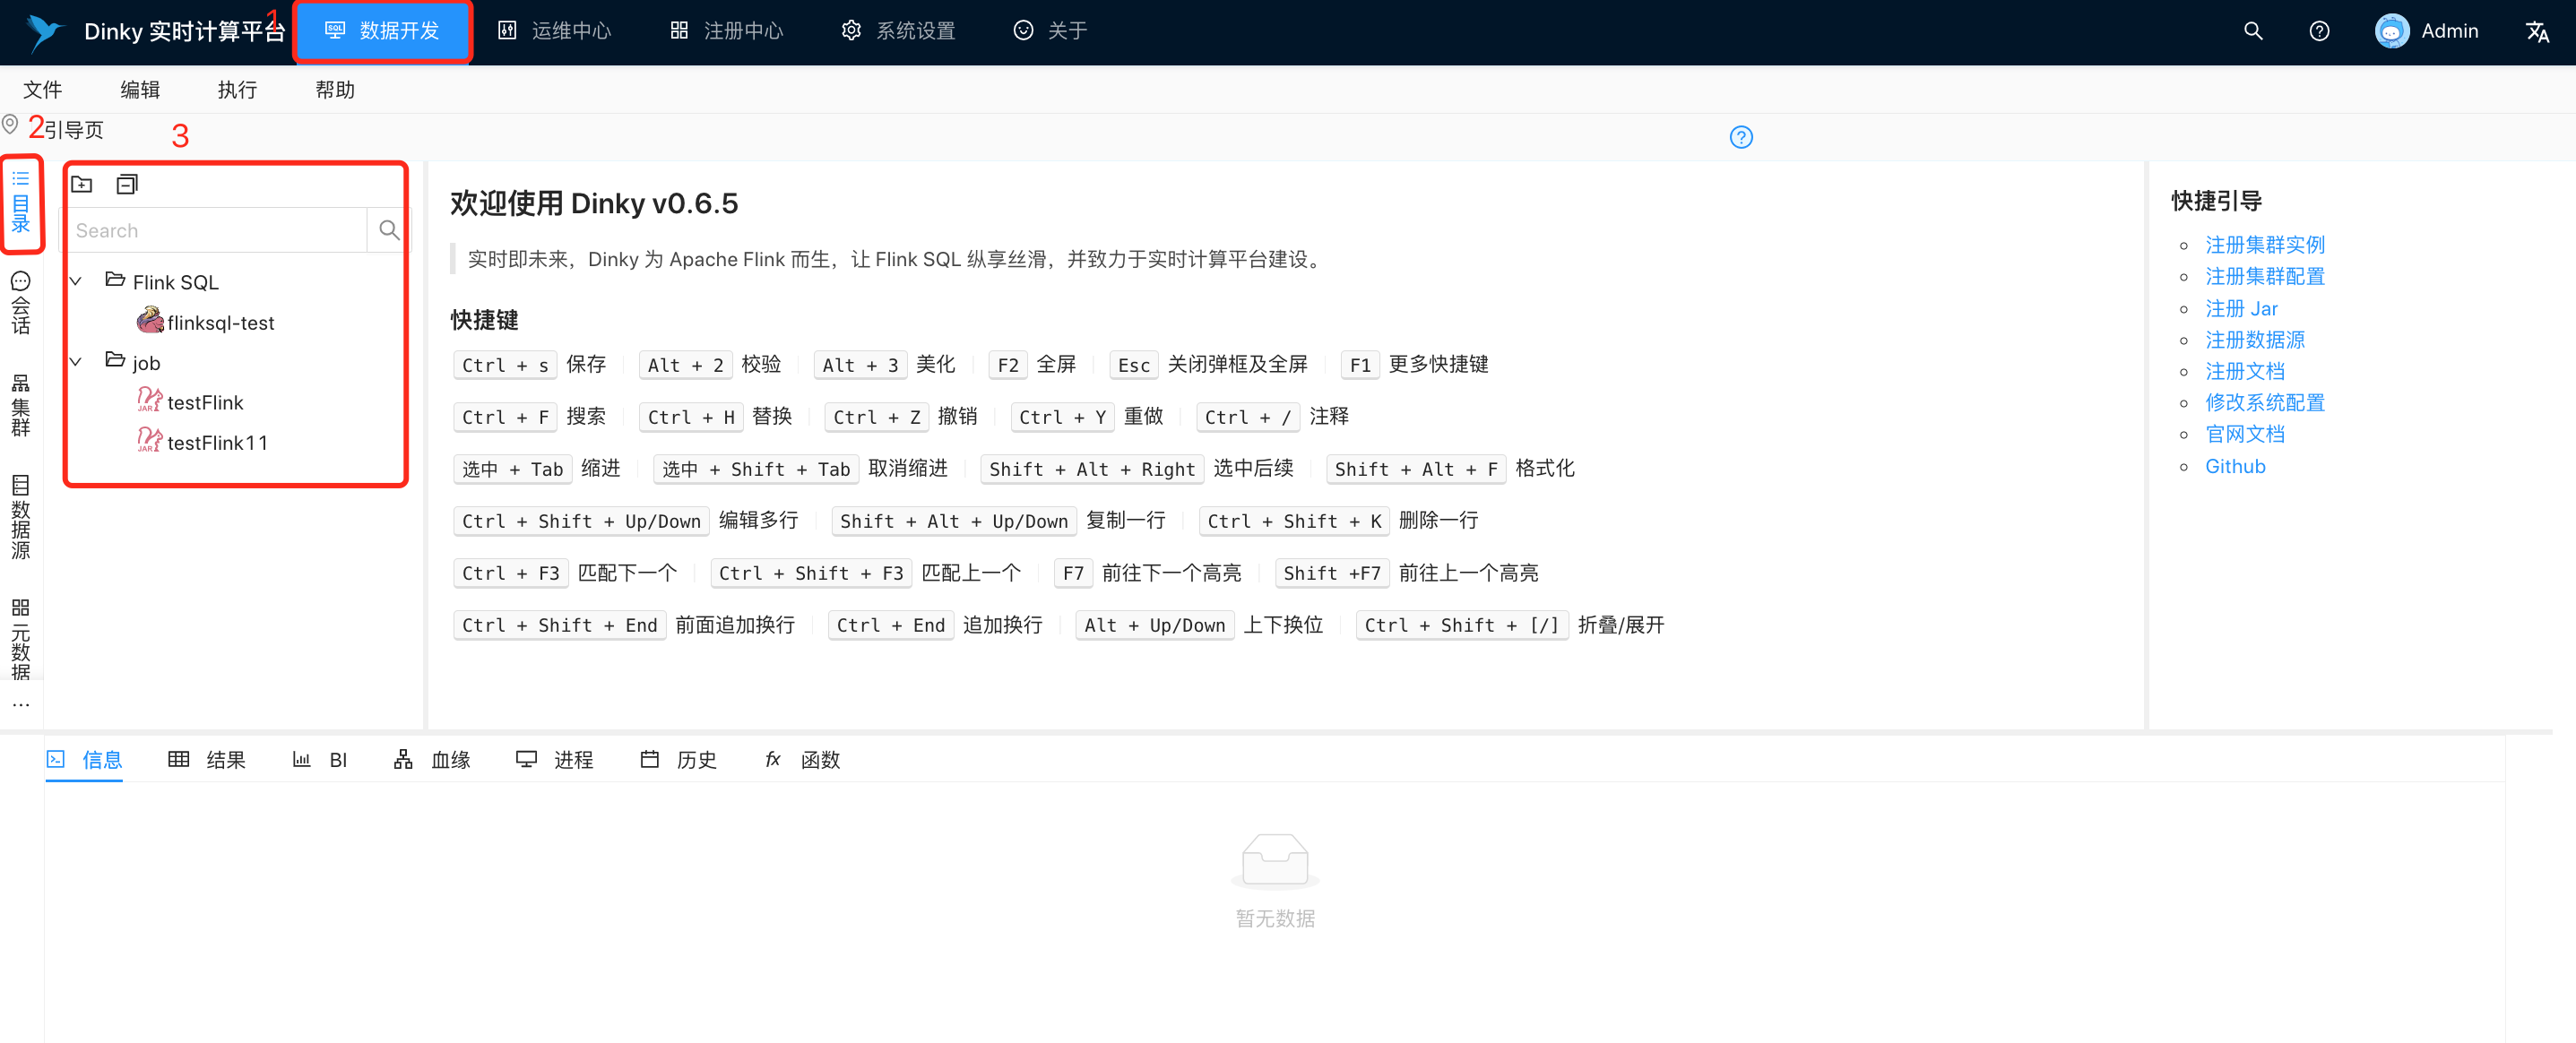 Dinky 实时计算平台 1 数据开发 运维中心 注册中心 系统设置 关于 Admin
文件 编辑 执行 帮助
2 引导页 3
目录
会话
集群
数据源
元数据
...
Search
Flink SQL
flinksql-test
job
testFlink
testFlink11
欢迎使用 Dinky v0.6.5
实时即未来，Dinky 为 Apache Flink 而生，让 Flink SQL 纵享丝滑，并致力于实时计算平台建设。
快捷键
Ctrl + s 保存 Alt + 2 校验 Alt + 3 美化 F2 全屏 Esc 关闭弹框及全屏 F1 更多快捷键
Ctrl + F 搜索 Ctrl + H 替换 Ctrl + Z 撤销 Ctrl + Y 重做 Ctrl + / 注释
选中 + Tab 缩进 选中 + Shift + Tab 取消缩进 Shift + Alt + Right 选中后续 Shift + Alt + F 格式化
Ctrl + Shift + Up/Down 编辑多行 Shift + Alt + Up/Down 复制一行 Ctrl + Shift + K 删除一行
Ctrl + F3 匹配下一个 Ctrl + Shift + F3 匹配上一个 F7 前往下一个高亮 Shift +F7 前往上一个高亮
Ctrl + Shift + End 前面追加换行 Ctrl + End 追加换行 Alt + Up/Down 上下换位 Ctrl + Shift + [/] 折叠/展开
快捷引导
注册集群实例
注册集群配置
注册 Jar
注册数据源
注册文档
修改系统配置
官网文档
Github
信息 结果 BI 血缘 进程 历史 fx 函数
暂无数据